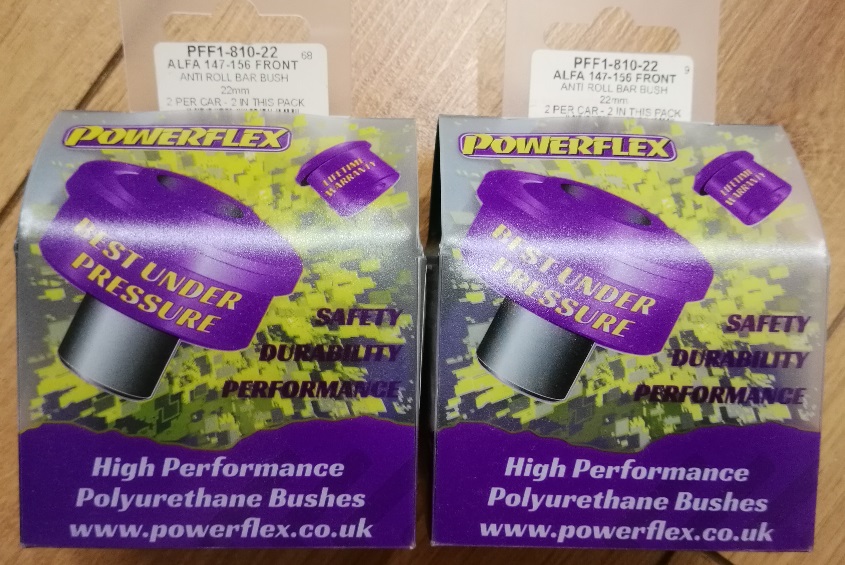 PFF1-810-22
68
ALFA 147-156 FRONT
ANTI ROLL BAR BUSH
22mm
2 PER CAR - 2 IN THIS PACK
POWERFLEX
LIFETIME
WARRANTY
BEST UNDER
PRESSURE
SAFETY
DURABILITY
PERFORMANCE
High Performance
Polyurethane Bushes
www.powerflex.co.uk
PFF1-810-22
9
ALFA 147-156 FRONT
ANTI ROLL BAR BUSH
22mm
2 PER CAR - 2 IN THIS PACK
POWERFLEX
LIFETIME
WARRANTY
BEST UNDER
PRESSURE
SAFETY
DURABILITY
PERFORMANCE
High Performance
Polyurethane Bushes
www.powerflex.co.uk